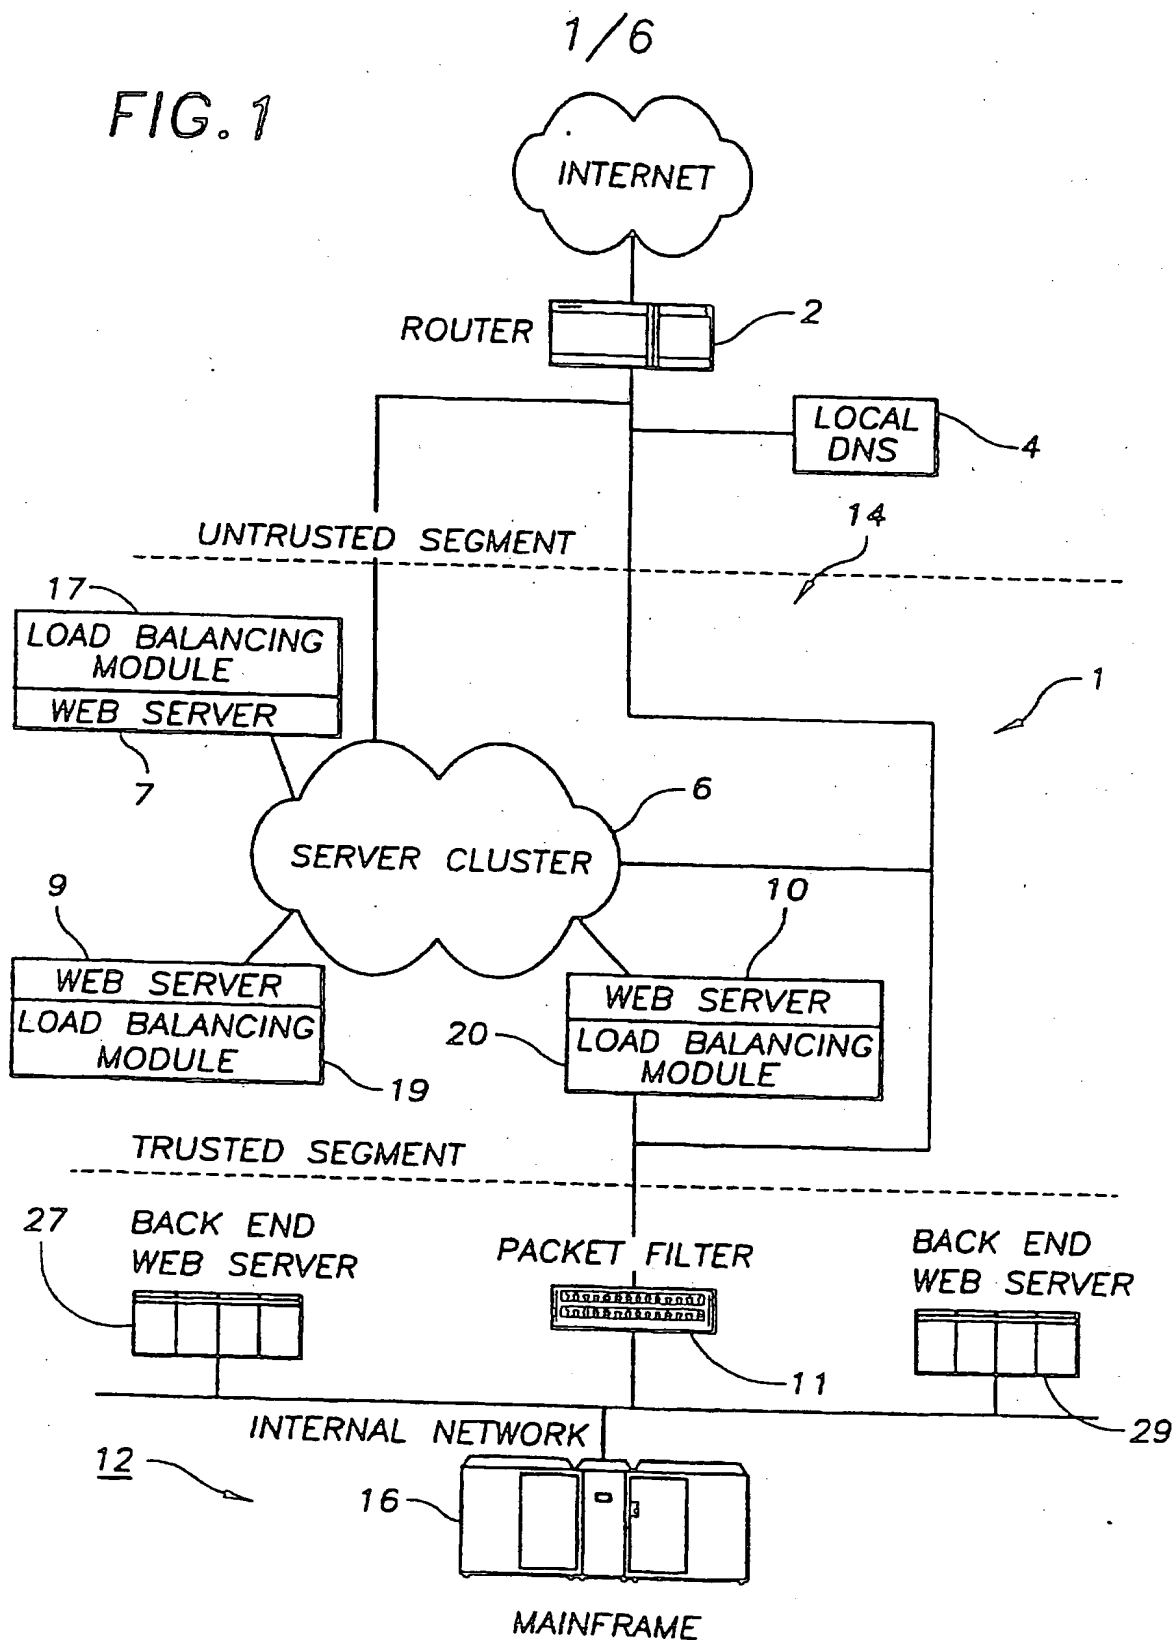 1/6
FIG. 1
INTERNET
ROUTER
2
LOCAL
DNS
4
14
UNTRUSTED SEGMENT
17
LOAD BALANCING
MODULE
WEB SERVER
7
1
6
SERVER CLUSTER
9
10
WEB SERVER
LOAD BALANCING
MODULE
19
WEB SERVER
20
LOAD BALANCING
MODULE
TRUSTED SEGMENT
27
BACK END
WEB SERVER
PACKET FILTER
BACK END
WEB SERVER
11
29
INTERNAL NETWORK
12
16
MAINFRAME